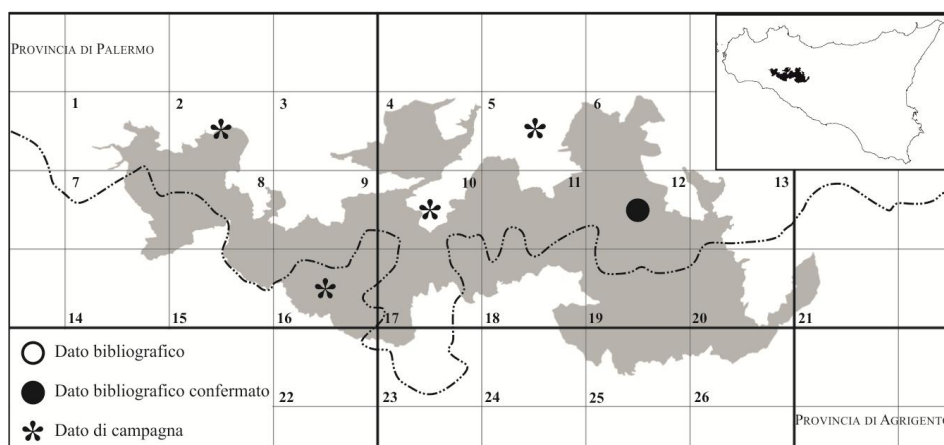 PROVINCIA DI PALERMO
1 2 3 4 5 6
7 8 9 10 11 12 13
14 15 16 17 18 19 20 21
Dato bibliografico
Dato bibliografico confermato
22 23 24 25 26
Dato di campagna
PROVINCIA DI AGRIGENTO